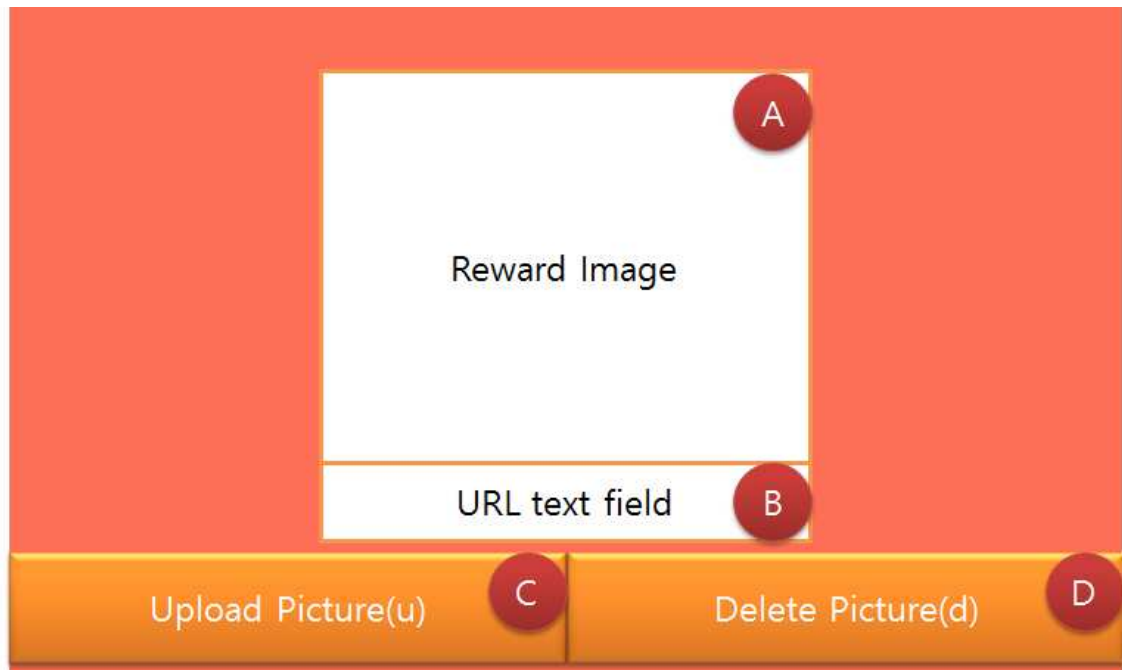 A
Reward Image
URL text field
B
Upload Picture(u)
C
Delete Picture(d)
D